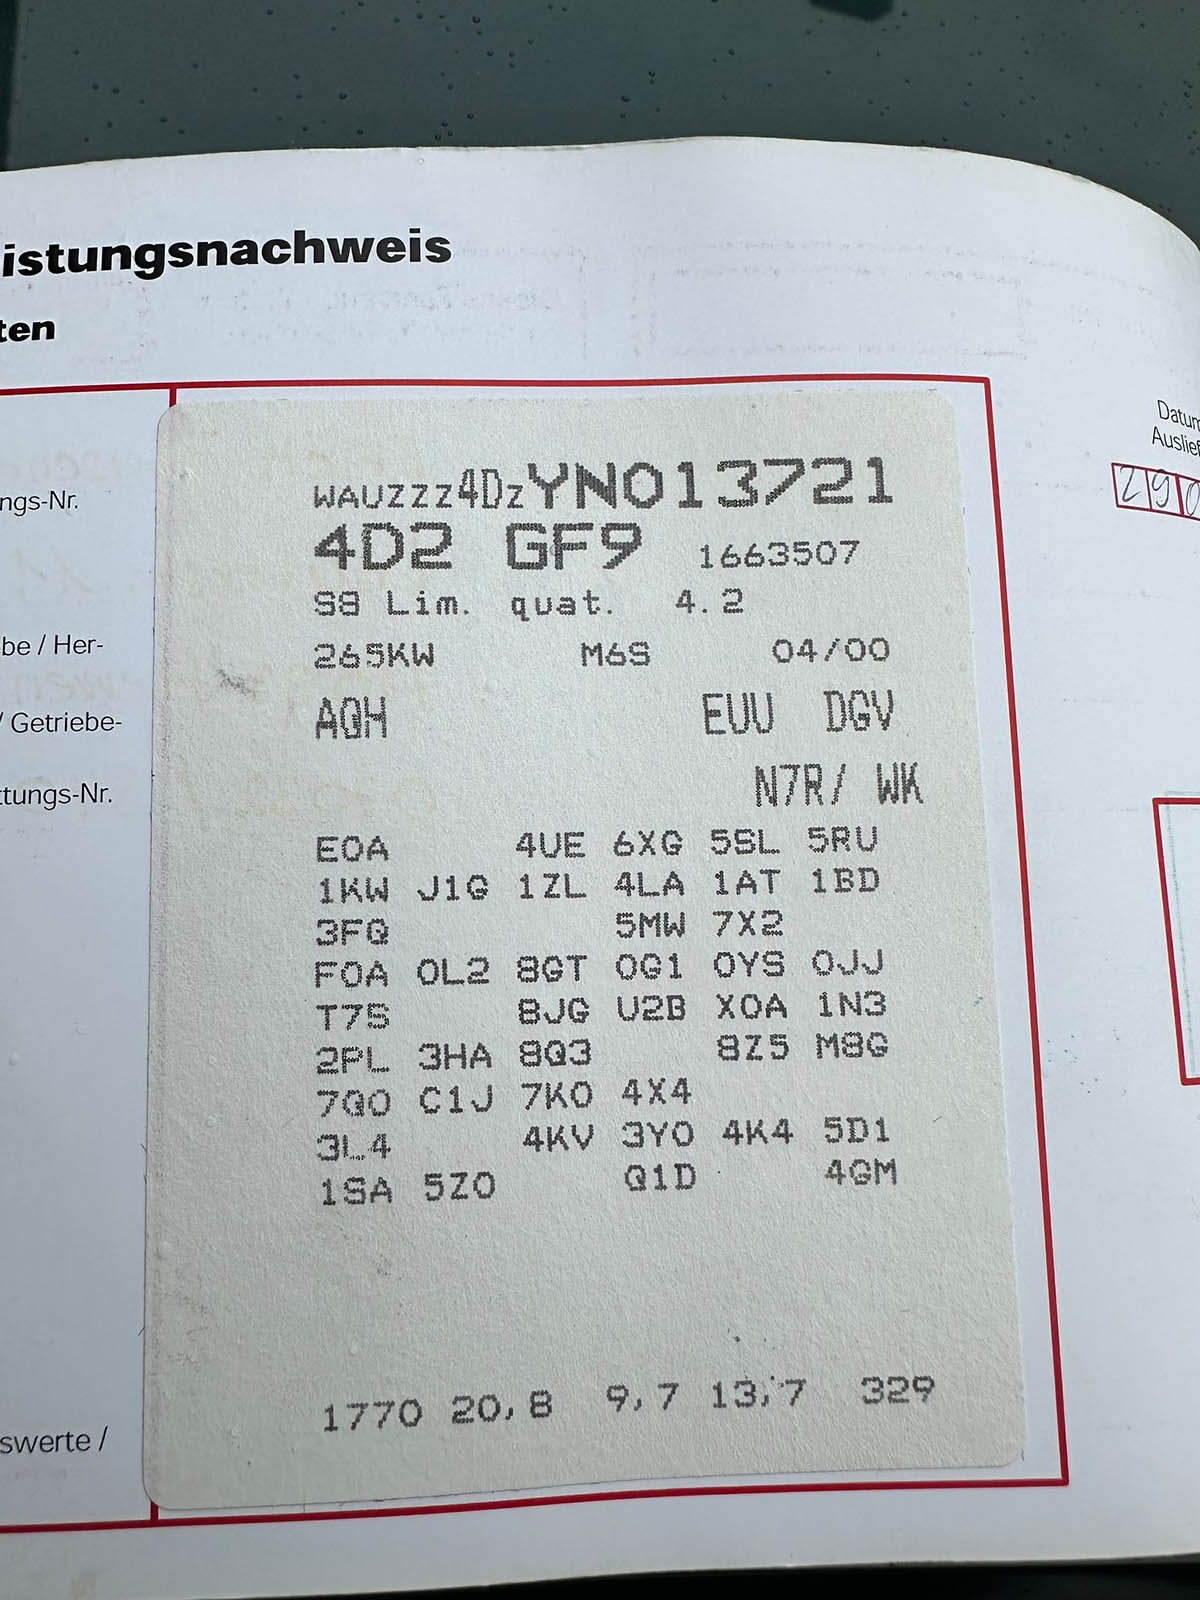 istungsnachweis
ten
Datum
Auslief
ngs-Nr.
290
WAUZZZ4DZYN013721
4D2 GF9 1663507
S8 Lim. quat. 4.2
be / Her-
265KW M6S 04/00
/ Getriebe-
AQH EUU DGV
ttungs-Nr.
N7R/ WK
E0A 4UE 6XG 5SL 5RU
1KW J1G 1ZL 4LA 1AT 1BD
3FQ 5MW 7X2
F0A 0L2 8GT 0G1 0YS 0JJ
T7S 8JG U2B X0A 1N3
2PL 3HA 8Q3 8Z5 M8G
7Q0 C1J 7K0 4X4
3L4 4KV 3Y0 4K4 5D1
1SA 5Z0 Q1D 4GM
1770 20,8 9,7 13,7 329
swerte /